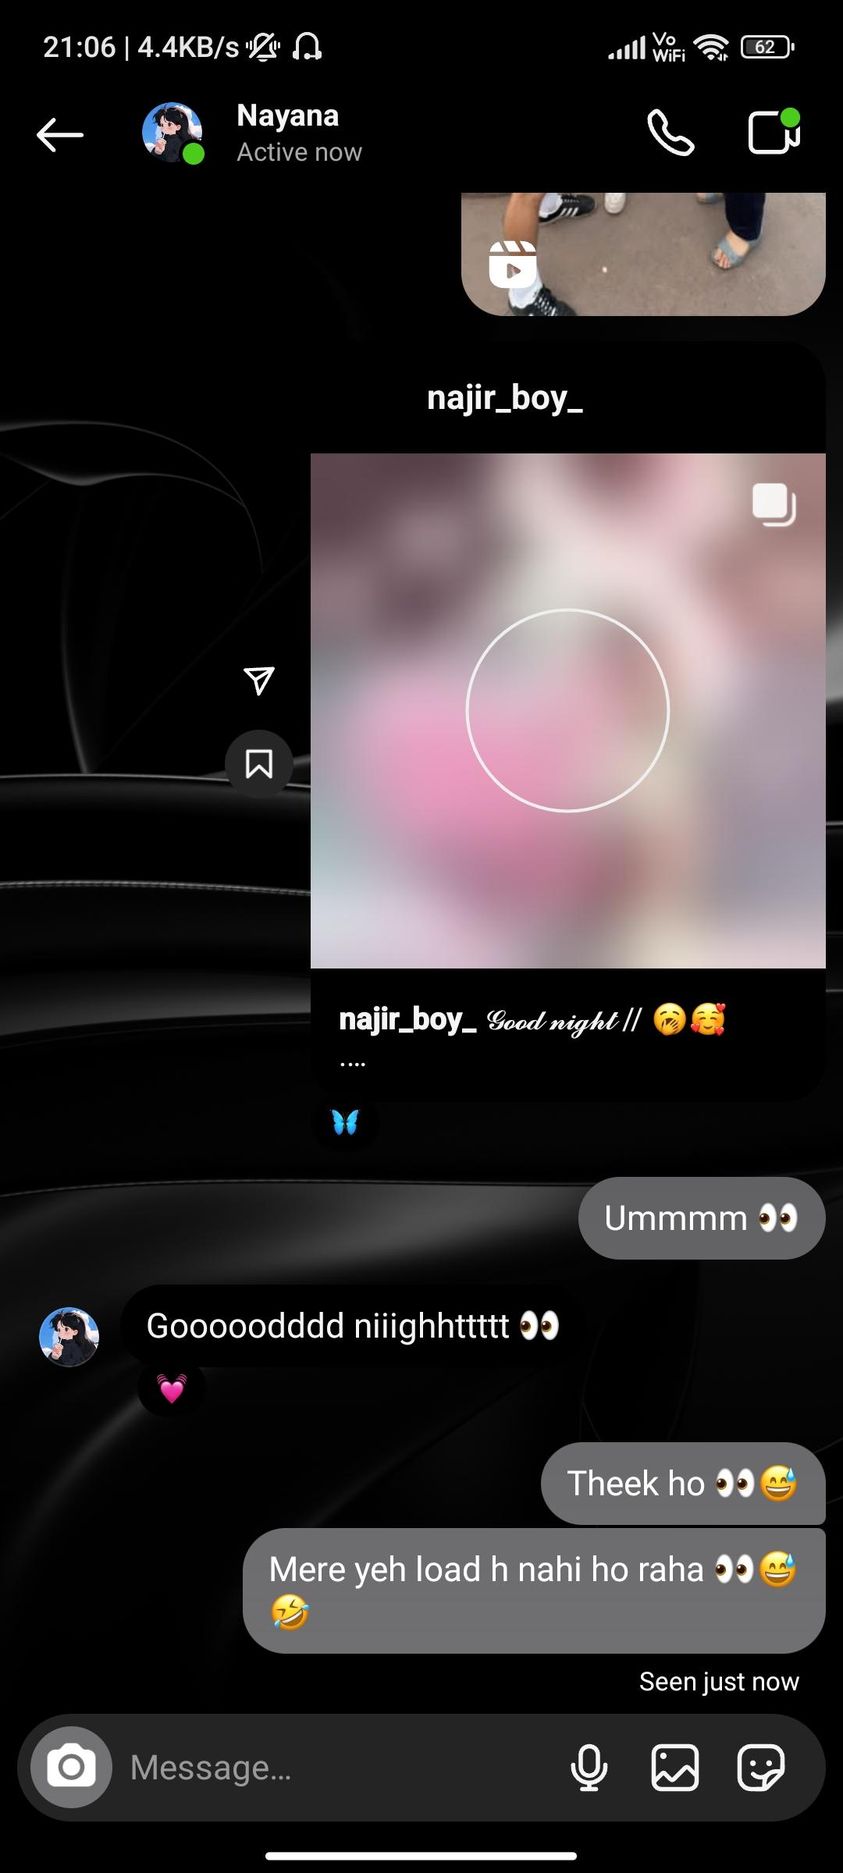 21:06 | 4.4KB/s
Vo
WiFi
62
Nayana
Active now
najir_boy_
najir_boy_ 𝒢ℴℴ𝒹 𝓃𝒾ℊ𝒽𝓉 // 🥱🥰
....
🦋
Ummmm 👀
Gooooodddd niiighhttttt 👀
💓
Theek ho 👀😅
Mere yeh load h nahi ho raha 👀😅
🤣
Seen just now
Message...